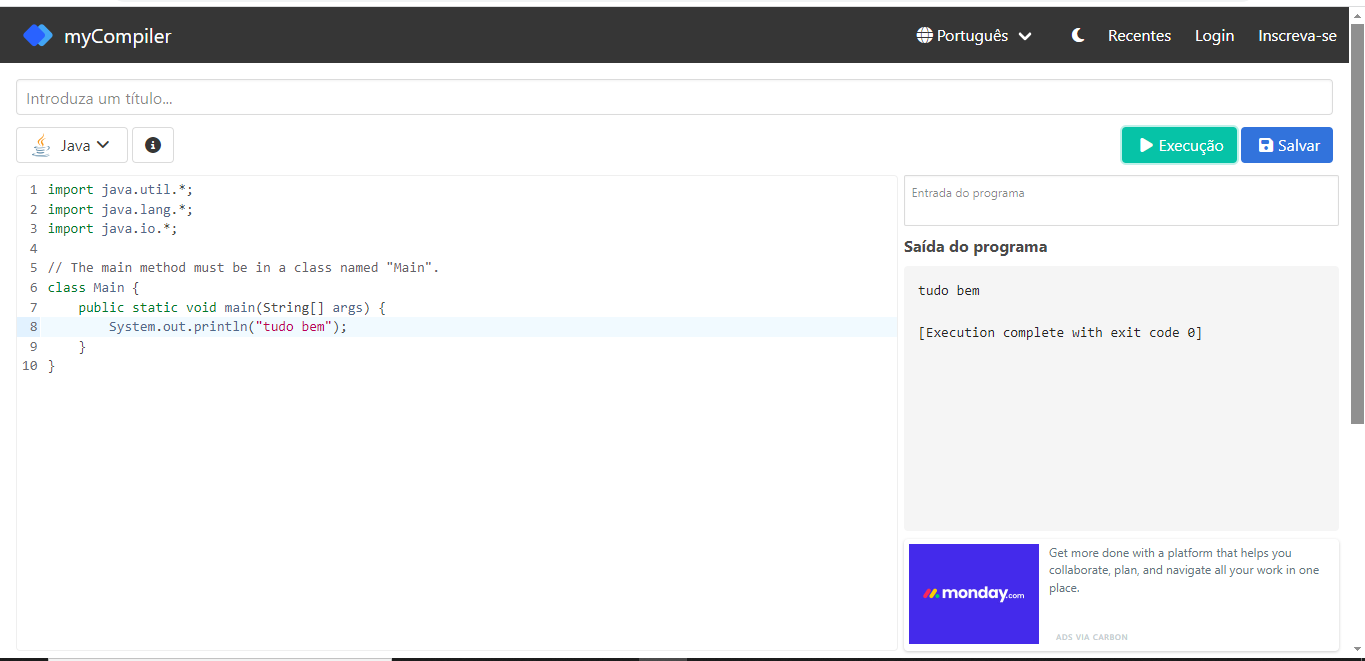 myCompiler
Português
Recentes
Login
Inscreva-se
Introduza um título...
Java
Execução
Salvar
1 import java.util.*;
2 import java.lang.*;
3 import java.io.*;
4
5 // The main method must be in a class named "Main".
6 class Main {
7     public static void main(String[] args) {
8         System.out.println("tudo bem");
9     }
10 }
Entrada do programa
Saída do programa
tudo bem
[Execution complete with exit code 0]
monday.com
Get more done with a platform that helps you
collaborate, plan, and navigate all your work in one
place.
ADS VIA CARBON